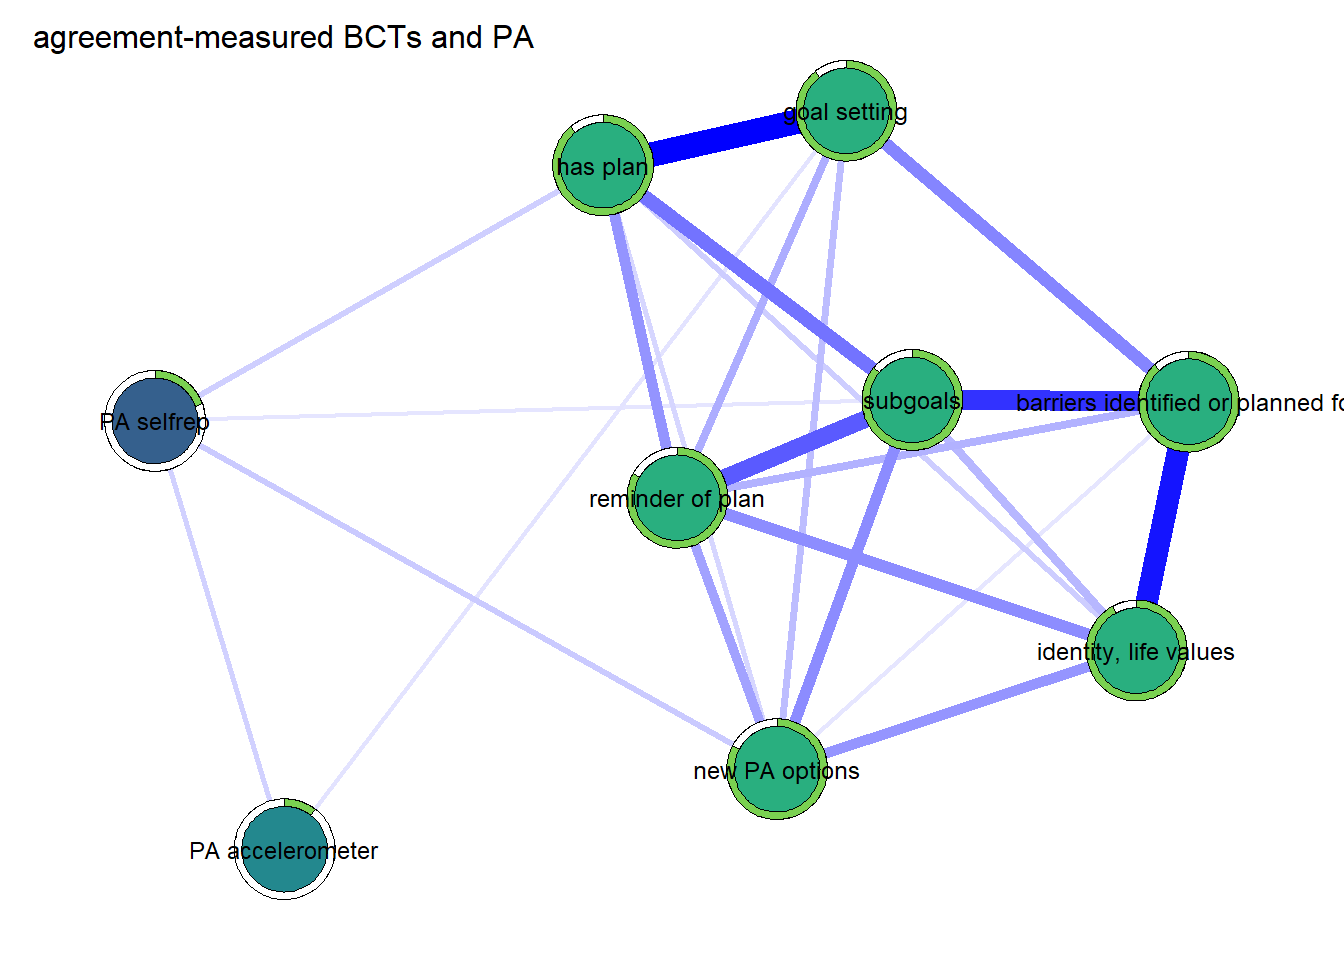 agreement-measured BCTs and PA
goal setting
has plan
subgoals
barriers identified or planned fo
PA selfrep
reminder of plan
identity, life values
new PA options
PA accelerometer